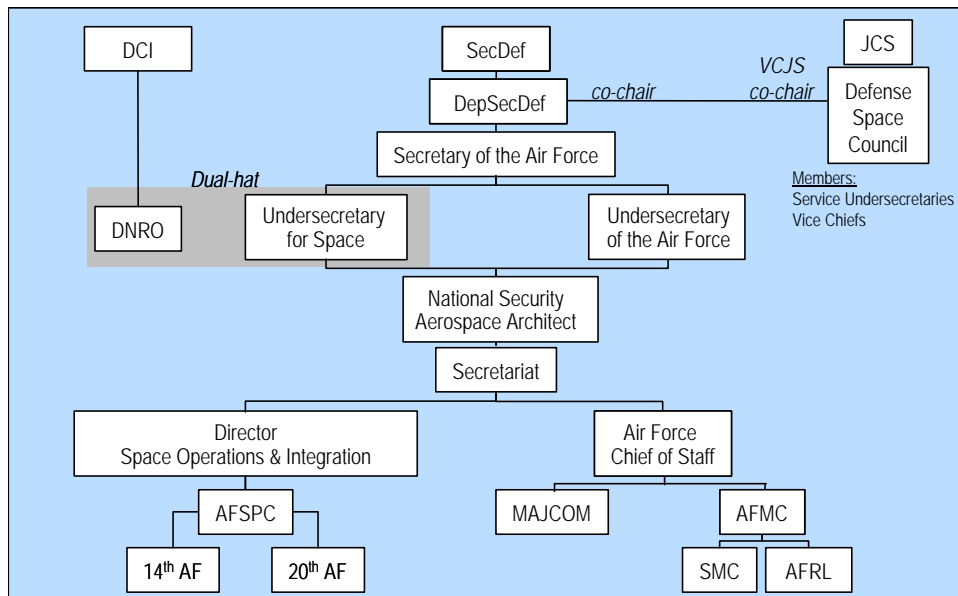 DCI
SecDef
JCS
VCJS
DepSecDef
co-chair
co-chair
Defense
Space
Council
Secretary of the Air Force
Members:
Service Undersecretaries
Vice Chiefs
Dual-hat
DNRO
Undersecretary
for Space
Undersecretary
of the Air Force
National Security
Aerospace Architect
Secretariat
Director
Space Operations & Integration
Air Force
Chief of Staff
AFSPC
MAJCOM
AFMC
14th AF
20th AF
SMC
AFRL